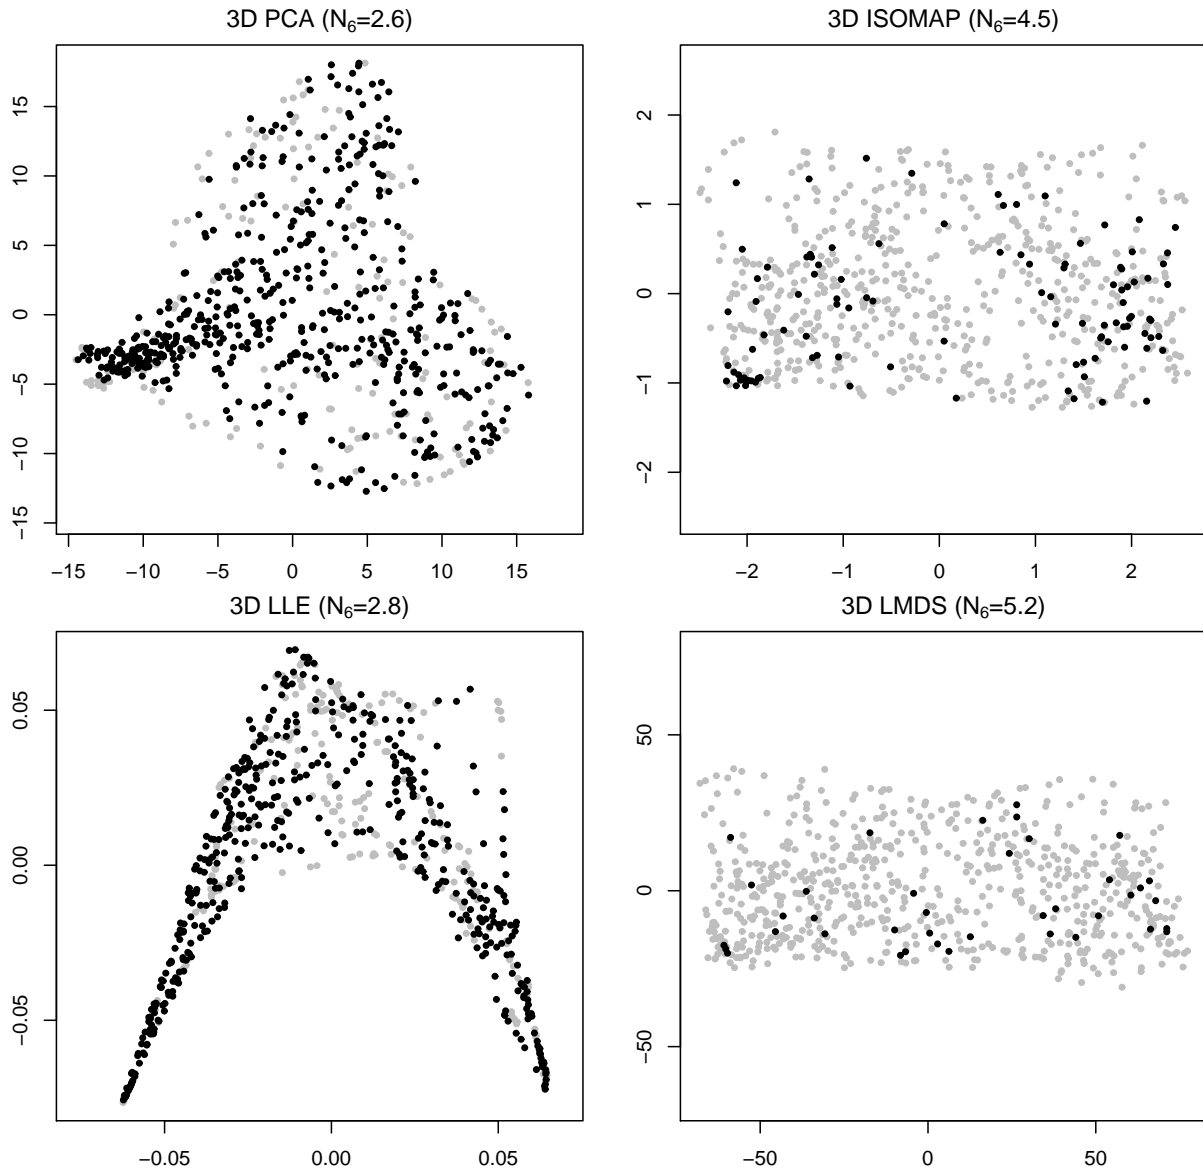 3D PCA (N6=2.6)
15
10
5
0
−5
−10
−15
−15 −10 −5 0 5 10 15
3D ISOMAP (N6=4.5)
2
1
0
−1
−2
−2 −1 0 1 2
3D LLE (N6=2.8)
0.05
0.00
−0.05
−0.05 0.00 0.05
3D LMDS (N6=5.2)
50
0
−50
−50 0 50